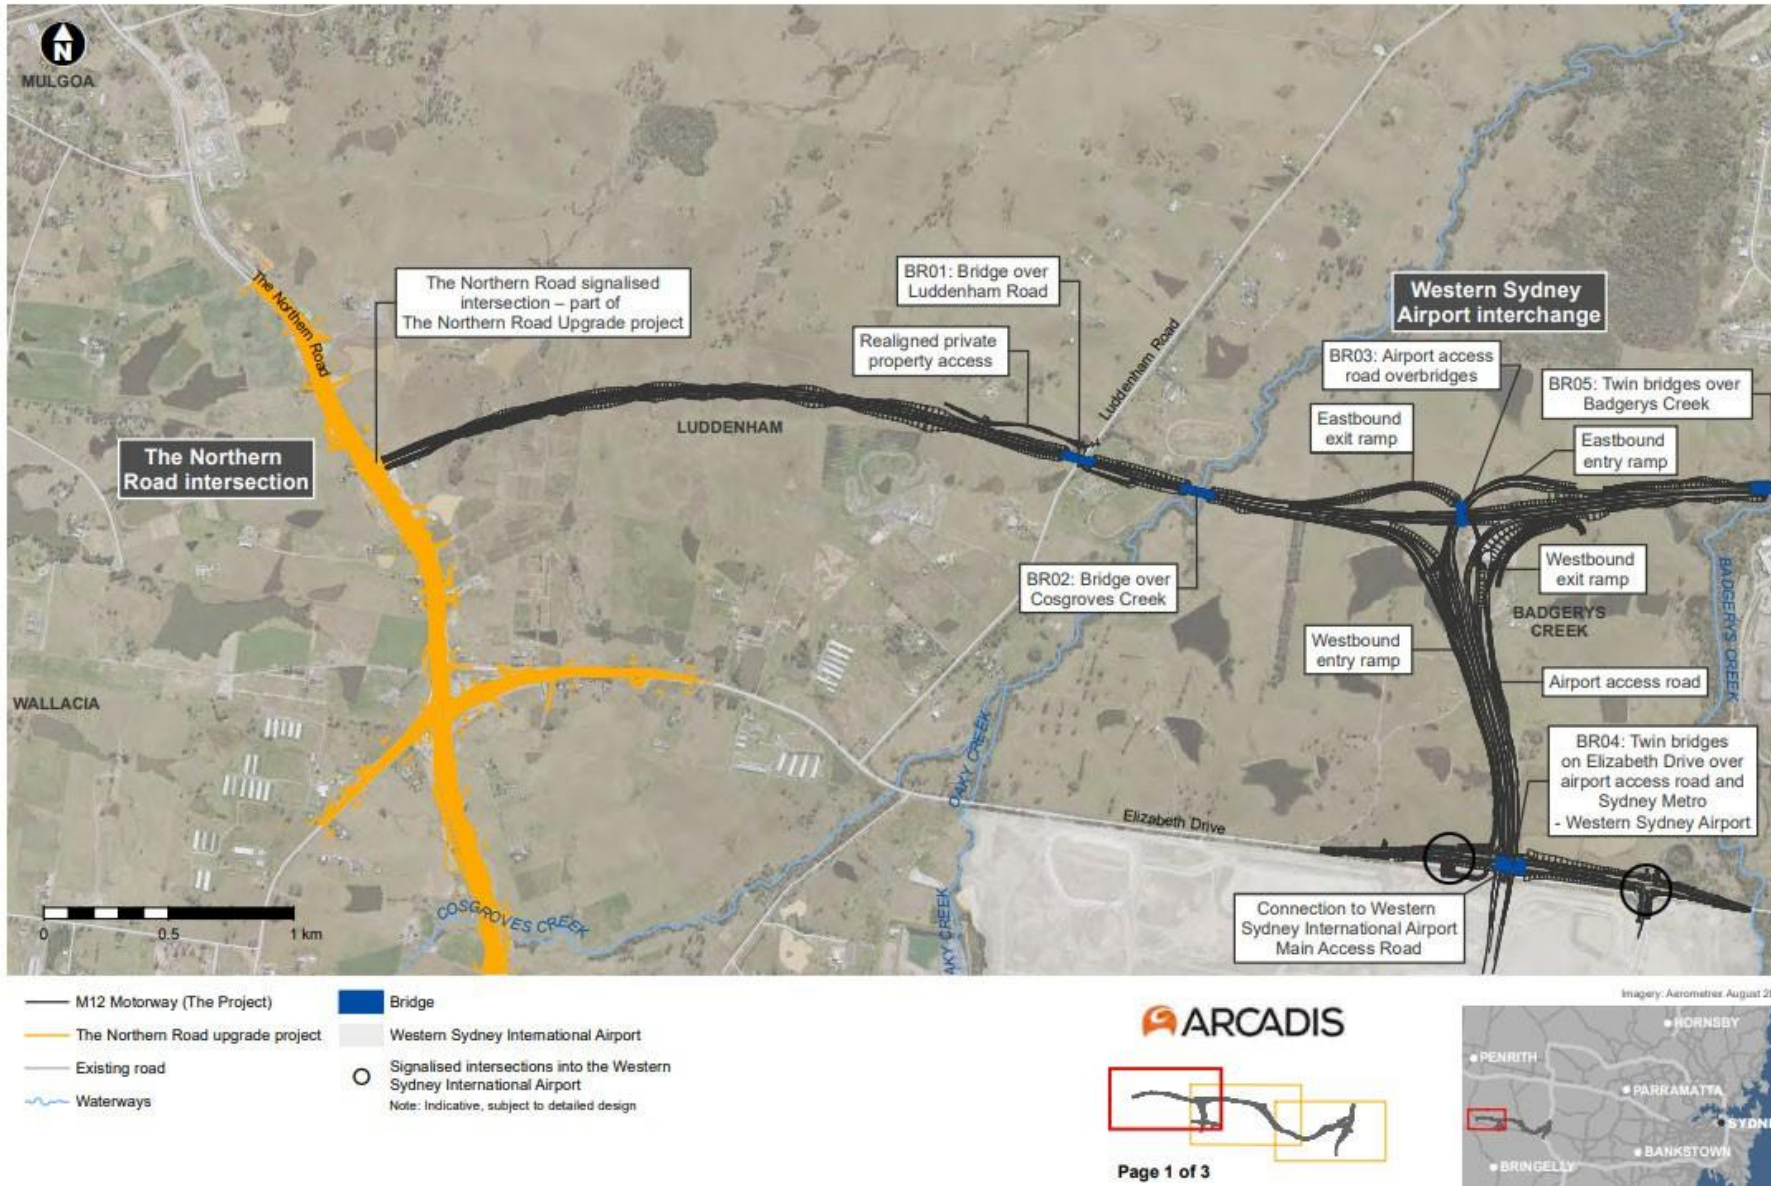 N
MULGOA
The Northern Road
The Northern Road signalised
intersection – part of
The Northern Road Upgrade project
BR01: Bridge over
Luddenham Road
Realigned private
property access
Luddenham Road
Western Sydney
Airport interchange
BR03: Airport access
road overbridges
BR05: Twin bridges over
Badgerys Creek
Eastbound
exit ramp
Eastbound
entry ramp
LUDDENHAM
The Northern
Road intersection
BR02: Bridge over
Cosgroves Creek
Westbound
exit ramp
BADGERYS
CREEK
BADGERYS CREEK
Westbound
entry ramp
Airport access road
WALLACIA
OAKY CREEK
BR04: Twin bridges
on Elizabeth Drive over
airport access road and
Sydney Metro
- Western Sydney Airport
Elizabeth Drive
Connection to Western
Sydney International Airport
Main Access Road
COSGROVES CREEK
AKY CREEK
0 0.5 1 km
M12 Motorway (The Project)
The Northern Road upgrade project
Existing road
Waterways
Bridge
Western Sydney International Airport
Signalised intersections into the Western
Sydney International Airport
Note: Indicative, subject to detailed design
ARCADIS
Page 1 of 3
Imagery: Aerometrex August
HORNSBY
PENRITH
PARRAMATTA
SYDN
BANKSTOWN
BRINGELLY